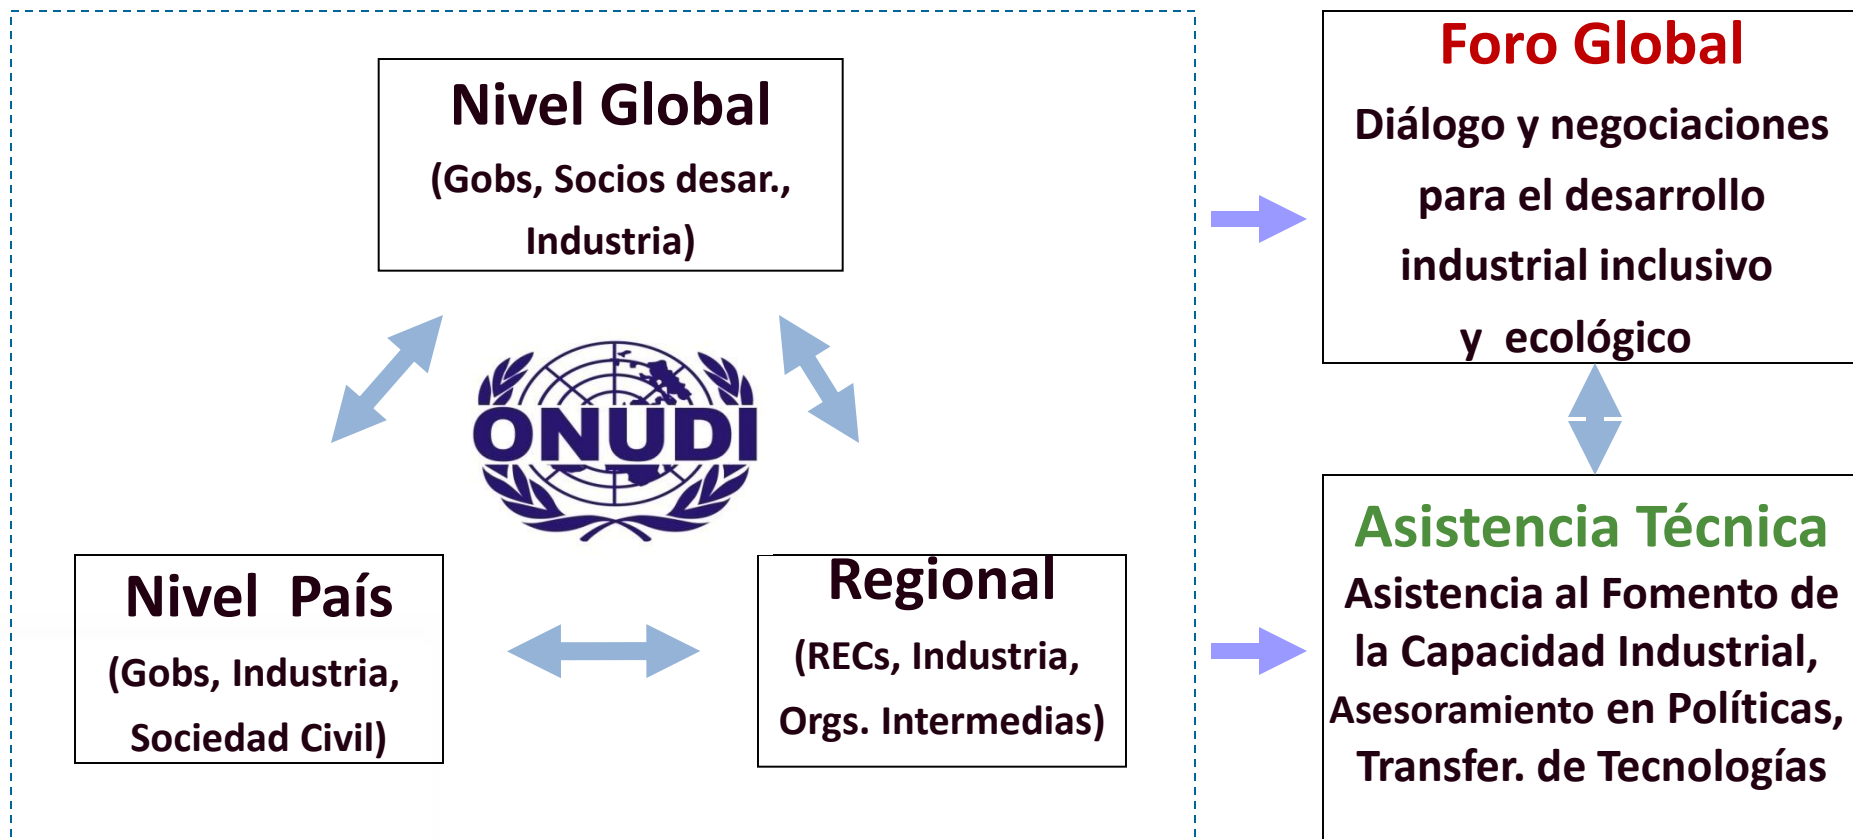 Nivel Global
(Gobs, Socios desar.,
Industria)
ONUDI
Nivel  País
(Gobs, Industria,
Sociedad Civil)
Regional
(RECs, Industria,
Orgs. Intermedias)
Foro Global
Diálogo y negociaciones
para el desarrollo
industrial inclusivo
y  ecológico
Asistencia Técnica
Asistencia al Fomento de
la Capacidad Industrial,
Asesoramiento en Políticas,
Transfer. de Tecnologías